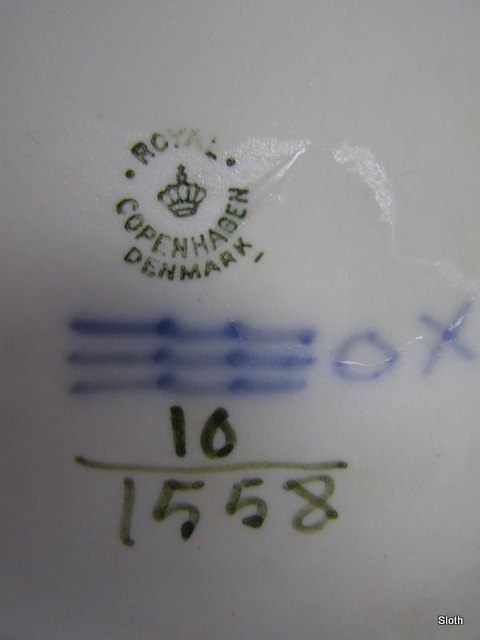 ROYAL
COPENHAGEN
DENMARK
OX
10
1558
Sloth